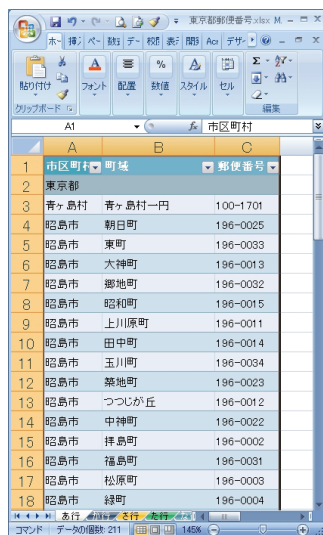 東京都郵便番号.xlsx M
ホー 挿 ペー 数式 デー 校閲 表示 開発 Acr デザー
貼り付け フォント 配置 数値 スタイル セル
クリップボード 編集
A1 fx 市区町村
A B C
1 市区町村 町域 郵便番号
2 東京都
3 青ヶ島村 青ヶ島村一円 100-1701
4 昭島市 朝日町 196-0025
5 昭島市 東町 196-0033
6 昭島市 大神町 196-0013
7 昭島市 郷地町 196-0032
8 昭島市 昭和町 196-0015
9 昭島市 上川原町 196-0011
10 昭島市 田中町 196-0014
11 昭島市 玉川町 196-0034
12 昭島市 築地町 196-0023
13 昭島市 つつじが丘 196-0012
14 昭島市 中神町 196-0022
15 昭島市 拝島町 196-0002
16 昭島市 福島町 196-0031
17 昭島市 松原町 196-0003
18 昭島市 緑町 196-0004
あ行 さ行 た行
コマンド データの個数: 211 145%